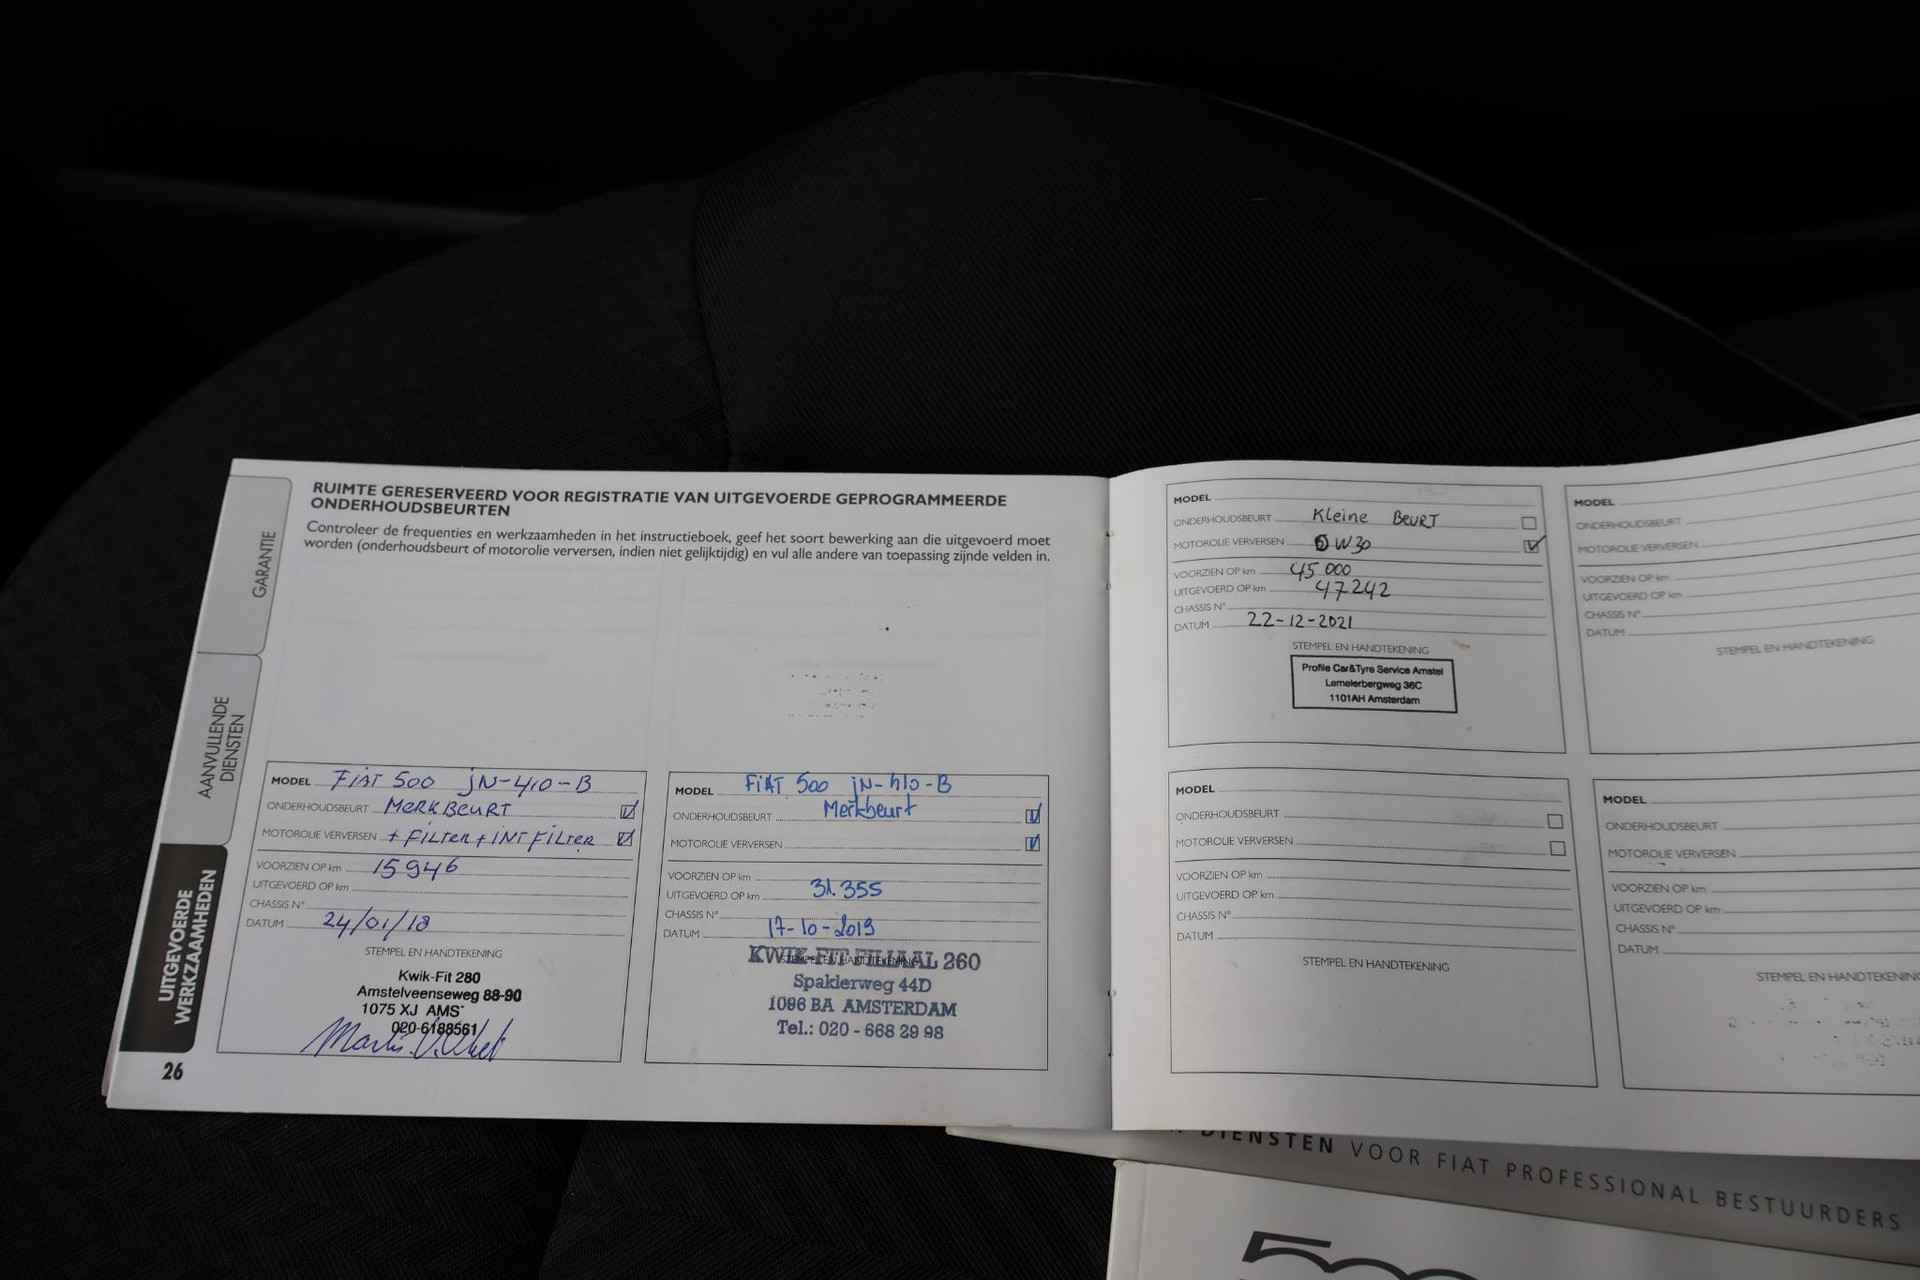 RUIMTE GERESERVEERD VOOR REGISTRATIE VAN UITGEVOERDE GEPROGRAMMEERDE
ONDERHOUDSBEURTEN
Controleer de frequenties en werkzaamheden in het instructieboek, geef het soort bewerking aan die uitgevoerd moet
worden (onderhoudsbeurt of motorolie verversen, indien niet gelijktijdig) en vul alle andere van toepassing zijnde velden in.
GARANTIE
AANVULLENDE
DIENSTEN
UITGEVOERDE
WERKZAAMHEDEN
MODEL FiAT 500 jN-410-B
ONDERHOUDSBEURT MERKBEURT
MOTOROLIE VERVERSEN + FILTER + INT FILTER
VOORZIEN OP km 15946
UITGEVOERD OP km
CHASSIS N°
DATUM 24/01/18
STEMPEL EN HANDTEKENING
Kwik-Fit 280
Amstelveenseweg 88-90
1075 XJ AMS
020-6188561
26
MODEL FiAT 500 jN-410-B
ONDERHOUDSBEURT Merkbeurt
MOTOROLIE VERVERSEN
VOORZIEN OP km
UITGEVOERD OP km 31.355
CHASSIS N°
DATUM 17-10-2019
STEMPEL EN HANDTEKENING
KWIK-FIT FILIAAL 260
Spaklerweg 44D
1096 BA AMSTERDAM
Tel.: 020 - 668 29 98
MODEL
ONDERHOUDSBEURT Kleine BEURT
MOTOROLIE VERVERSEN 5W30
VOORZIEN OP km 45000
UITGEVOERD OP km 47242
CHASSIS N°
DATUM 22-12-2021
STEMPEL EN HANDTEKENING
Profile Car&Tyre Service Amstel
Lemelerbergweg 36C
1101AH Amsterdam
MODEL
ONDERHOUDSBEURT
MOTOROLIE VERVERSEN
VOORZIEN OP km
UITGEVOERD OP km
CHASSIS N°
DATUM
STEMPEL EN HANDTEKENING
MODEL
ONDERHOUDSBEURT
MOTOROLIE VERVERSEN
VOORZIEN OP km
UITGEVOERD OP km
CHASSIS N°
DATUM
STEMPEL EN HANDTEKENING
MODEL
ONDERHOUDSBEURT
MOTOROLIE VERVERSEN
VOORZIEN OP km
UITGEVOERD OP km
CHASSIS N°
DATUM
STEMPEL EN HANDTEKENING
DIENSTEN VOOR FIAT PROFESSIONAL BESTUURDERS
500